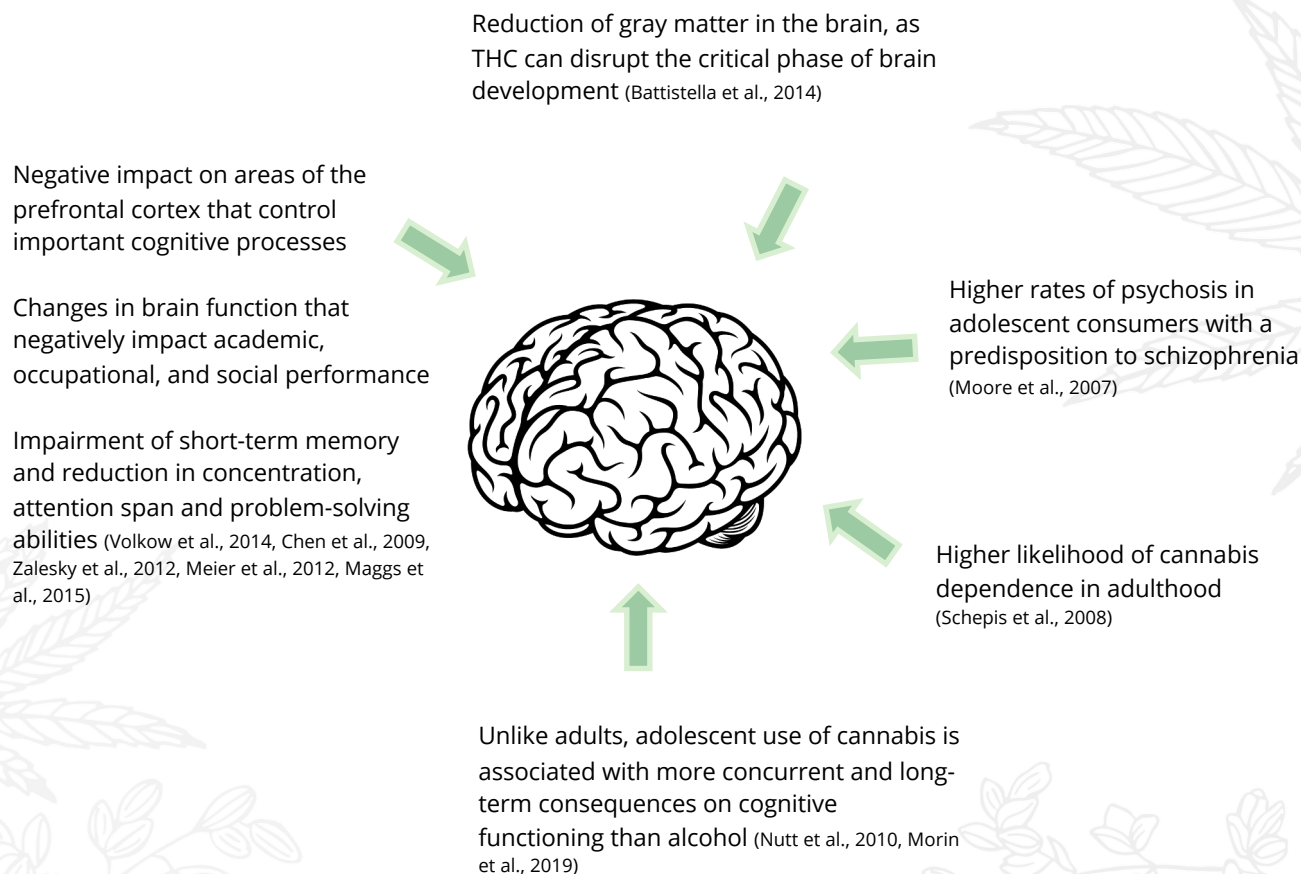 Reduction of gray matter in the brain, as
THC can disrupt the critical phase of brain
development (Battistella et al., 2014)
Negative impact on areas of the
prefrontal cortex that control
important cognitive processes
Changes in brain function that
negatively impact academic,
occupational, and social performance
Impairment of short-term memory
and reduction in concentration,
attention span and problem-solving
abilities (Volkow et al., 2014, Chen et al., 2009,
Zalesky et al., 2012, Meier et al., 2012, Maggs et
al., 2015)
Higher rates of psychosis in
adolescent consumers with a
predisposition to schizophrenia
(Moore et al., 2007)
Higher likelihood of cannabis
dependence in adulthood
(Schepis et al., 2008)
Unlike adults, adolescent use of cannabis is
associated with more concurrent and long-
term consequences on cognitive
functioning than alcohol (Nutt et al., 2010, Morin
et al., 2019)